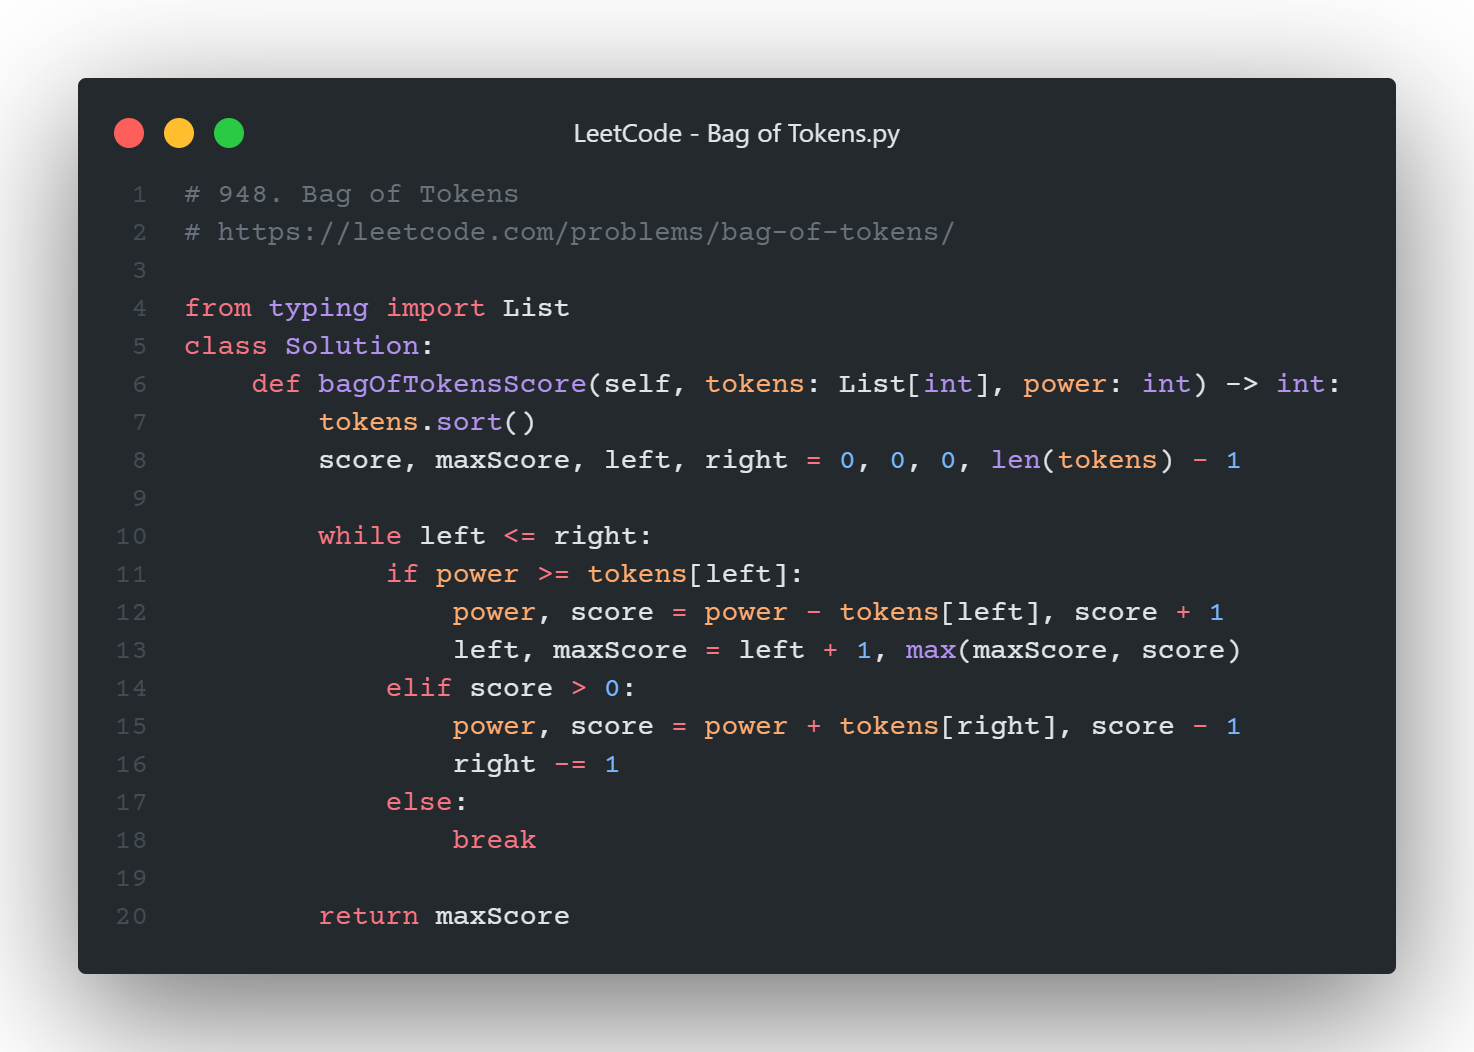 LeetCode - Bag of Tokens.py
1 # 948. Bag of Tokens
2 # https://leetcode.com/problems/bag-of-tokens/
3
4 from typing import List
5 class Solution:
6     def bagOfTokensScore(self, tokens: List[int], power: int) -> int:
7         tokens.sort()
8         score, maxScore, left, right = 0, 0, 0, len(tokens) - 1
9
10         while left <= right:
11             if power >= tokens[left]:
12                 power, score = power - tokens[left], score + 1
13                 left, maxScore = left + 1, max(maxScore, score)
14             elif score > 0:
15                 power, score = power + tokens[right], score - 1
16                 right -= 1
17             else:
18                 break
19
20         return maxScore